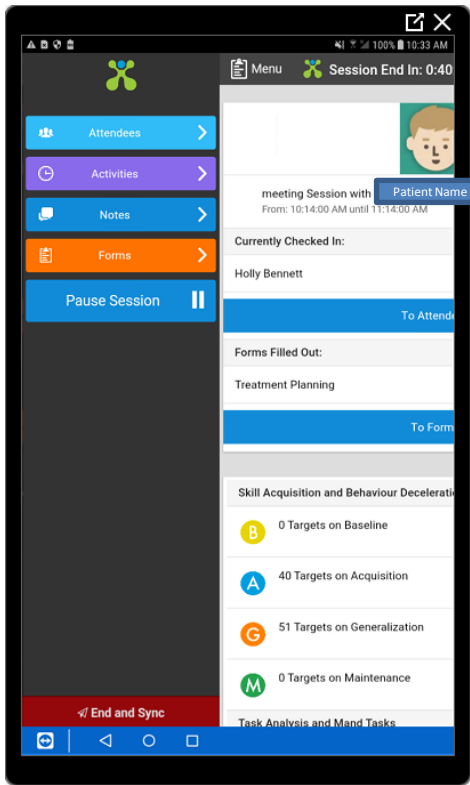 100% 10:33 AM
Menu
Session End In: 0:40
Attendees
Activities
Notes
Forms
Pause Session
End and Sync
meeting Session with
Patient Name
From: 10:14:00 AM until 11:14:00 AM
Currently Checked In:
Holly Bennett
To Attende
Forms Filled Out:
Treatment Planning
To Form
Skill Acquisition and Behaviour Decelerati
B
0 Targets on Baseline
A
40 Targets on Acquisition
G
51 Targets on Generalization
M
0 Targets on Maintenance
Task Analysis and Mand Tasks